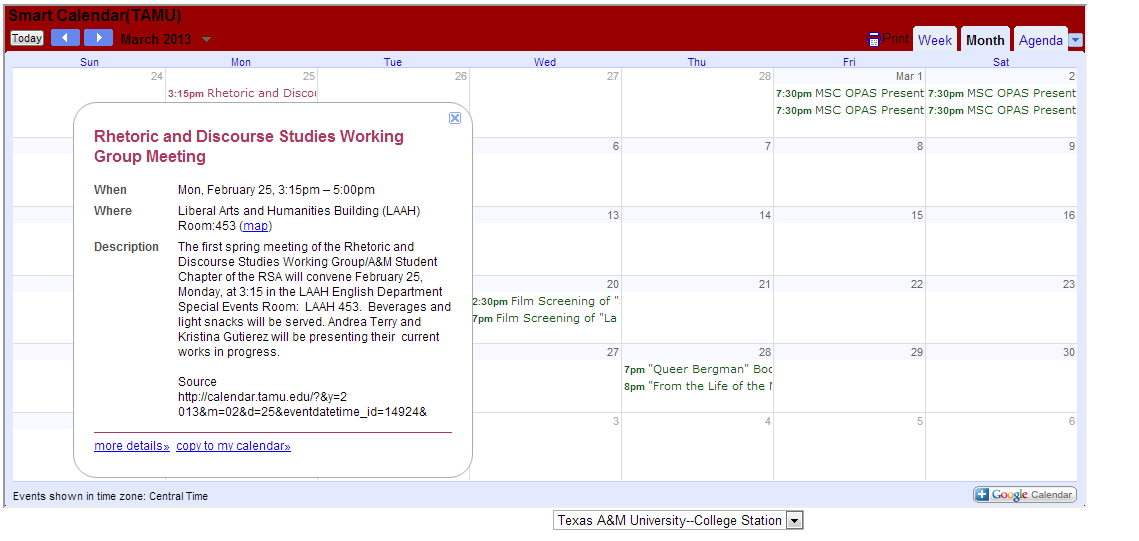 Smart Calendar(TAMU)
Today March 2013 Print Week Month Agenda
Sun Mon Tue Wed Thu Fri Sat
24 25 26 27 28 Mar 1 2
3:15pm Rhetoric and Discou
7:30pm MSC OPAS Present 7:30pm MSC OPAS Present
7:30pm MSC OPAS Present 7:30pm MSC OPAS Present
Rhetoric and Discourse Studies Working
Group Meeting
When Mon, February 25, 3:15pm – 5:00pm
Where Liberal Arts and Humanities Building (LAAH)
Room:453 (map)
Description The first spring meeting of the Rhetoric and
Discourse Studies Working Group/A&M Student
Chapter of the RSA will convene February 25,
Monday, at 3:15 in the LAAH English Department
Special Events Room: LAAH 453. Beverages and
light snacks will be served. Andrea Terry and
Kristina Gutierez will be presenting their current
works in progress.
Source
http://calendar.tamu.edu/?&y=2
013&m=02&d=25&eventdatetime_id=14924&
more details» copy to my calendar»
6 7 8 9
13 14 15 16
20 21 22 23
2:30pm Film Screening of "
7pm Film Screening of "La
27 28 29 30
7pm "Queer Bergman" Boo
8pm "From the Life of the
3 4 5 6
Events shown in time zone: Central Time
Google Calendar
Texas A&M University--College Station